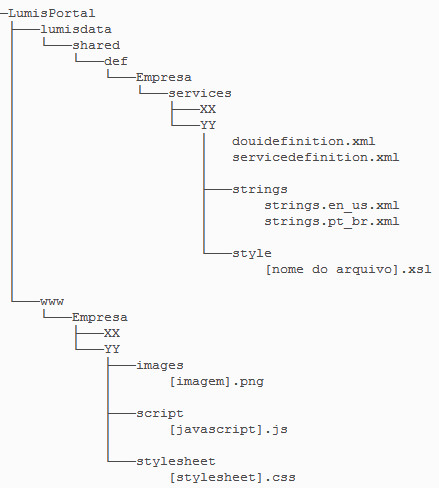 LumisPortal
lumisdata
shared
def
Empresa
services
XX
YY
douidefinition.xml
servicedefinition.xml
strings
strings.en_us.xml
strings.pt_br.xml
style
[nome do arquivo].xsl
www
Empresa
XX
YY
images
[imagem].png
script
[javascript].js
stylesheet
[stylesheet].css